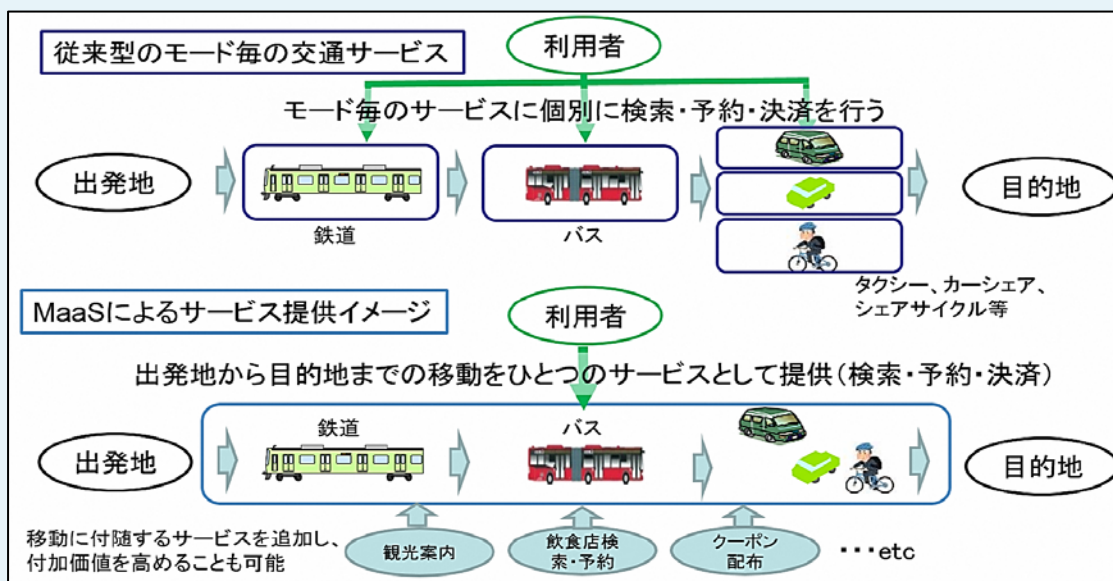 従来型のモード毎の交通サービス
利用者
モード毎のサービスに個別に検索・予約・決済を行う
出発地
鉄道
バス
目的地
タクシー、カーシェア、
シェアサイクル等
MaaSによるサービス提供イメージ
利用者
出発地から目的地までの移動をひとつのサービスとして提供(検索・予約・決済)
鉄道
バス
出発地
目的地
移動に付随するサービスを追加し、
付加価値を高めることも可能
観光案内
飲食店検
索・予約
クーポン
配布
・・・etc